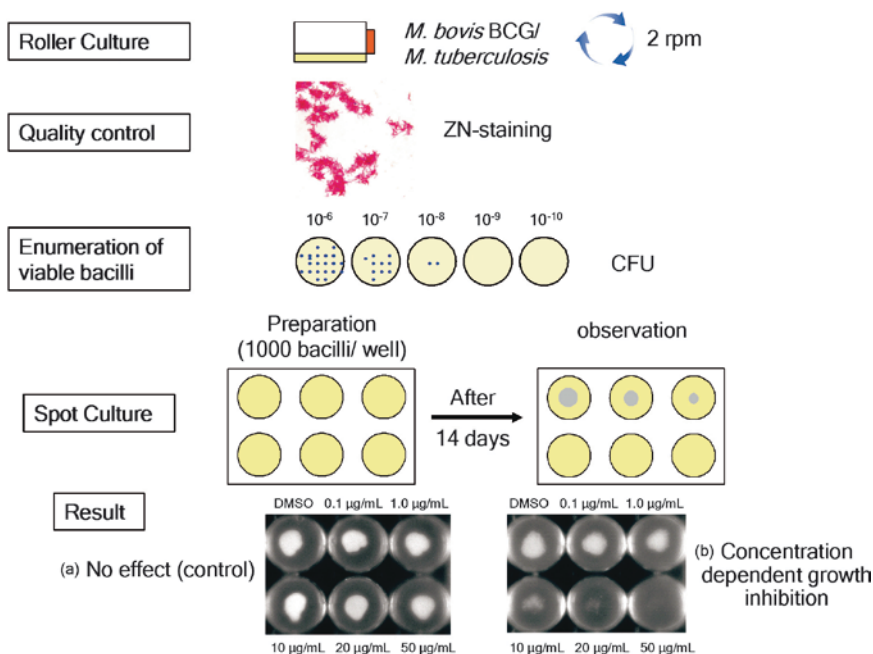 Roller Culture
M. bovis BCG/
M. tuberculosis
2 rpm
Quality control
ZN-staining
Enumeration of
viable bacilli
10⁻⁶ 10⁻⁷ 10⁻⁸ 10⁻⁹ 10⁻¹⁰
CFU
Preparation
(1000 bacilli/ well)
observation
Spot Culture
After
14 days
Result
DMSO 0.1 µg/mL 1.0 µg/mL
(a) No effect (control)
10 µg/mL 20 µg/mL 50 µg/mL
DMSO 0.1 µg/mL 1.0 µg/mL
(b) Concentration
dependent growth
inhibition
10 µg/mL 20 µg/mL 50 µg/mL